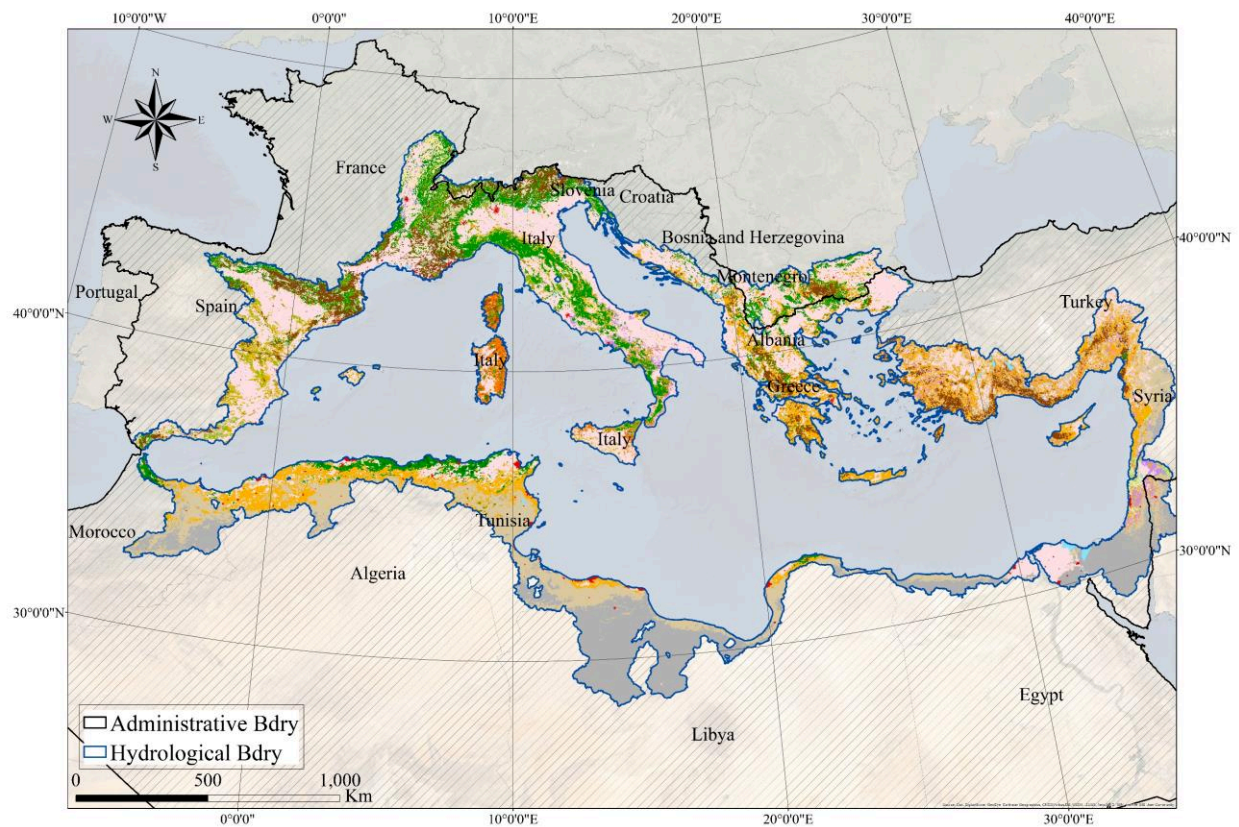 10°0'0"W 0°0'0" 10°0'0"E 20°0'0"E 30°0'0"E 40°0'0"E
N
W E
S
France
Slovenia
Croatia
Italy
Bosnia and Herzegovina
40°0'0"N
Montenegro
Portugal
Spain
Turkey
40°0'0"N
Albania
Italy
Greece
Syria
Italy
Morocco
Tunisia
30°0'0"N
Algeria
30°0'0"N
Egypt
Libya
Administrative Bdry
Hydrological Bdry
0 500 1,000
Km
0°0'0" 10°0'0"E 20°0'0"E 30°0'0"E